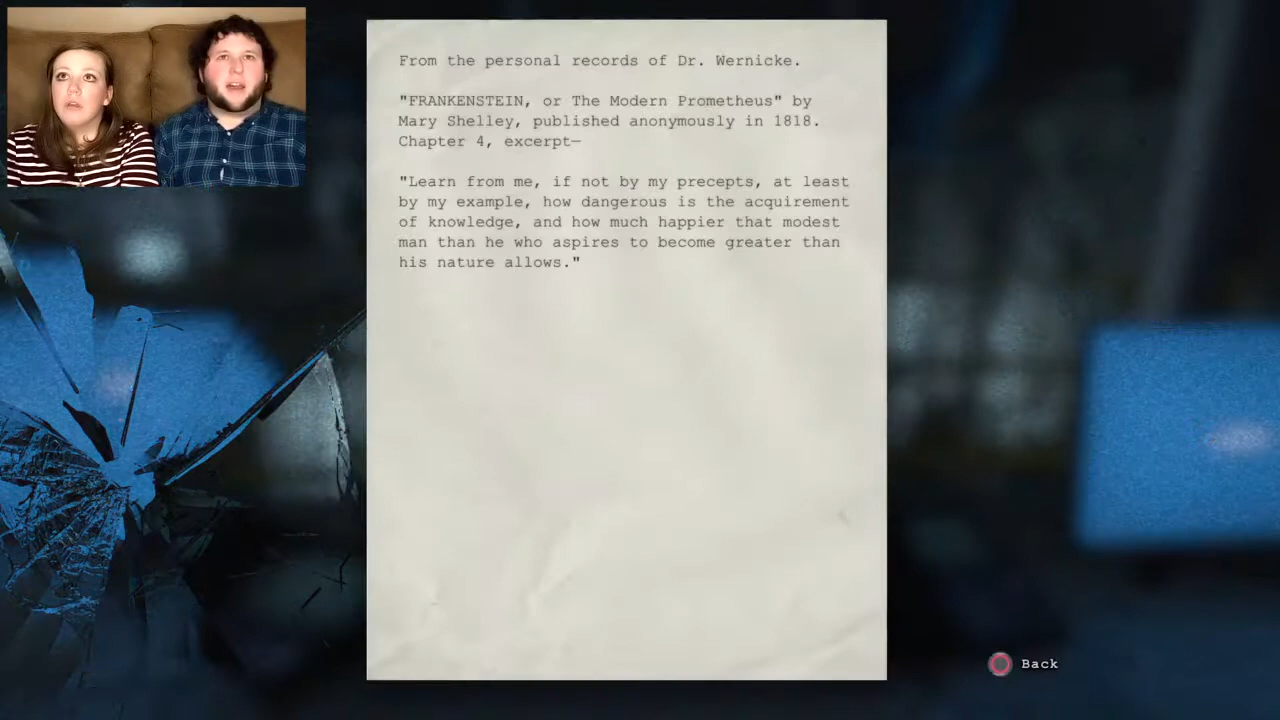 From the personal records of Dr. Wernicke.
"FRANKENSTEIN, or The Modern Prometheus" by
Mary Shelley, published anonymously in 1818.
Chapter 4, excerpt—
"Learn from me, if not by my precepts, at least
by my example, how dangerous is the acquirement
of knowledge, and how much happier that modest
man than he who aspires to become greater than
his nature allows."
Back